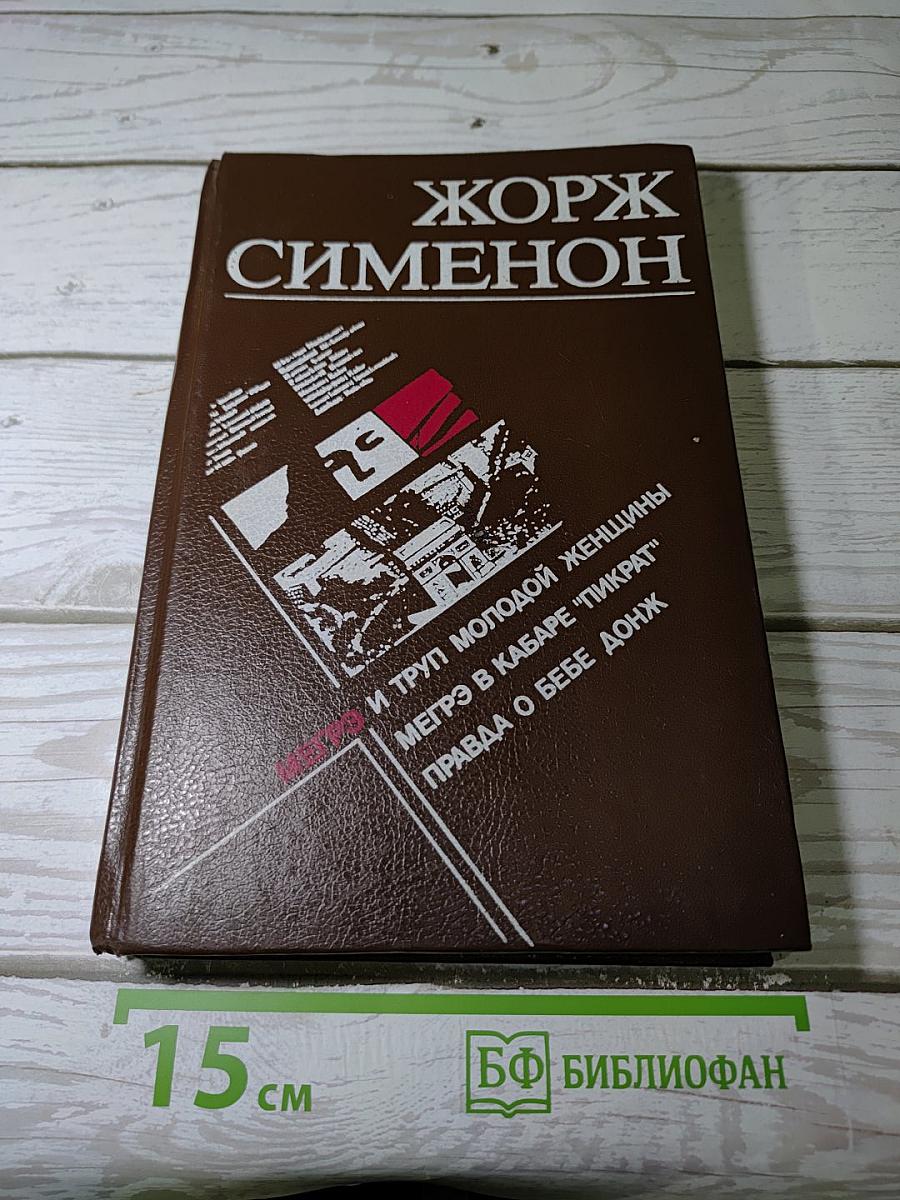 ЖОРЖ
СИМЕНОН
МЕГРЭ И ТРУП МОЛОДОЙ ЖЕНЩИНЫ
МЕГРЭ В КАБАРЕ "ПИКРАТ"
ПРАВДА О БЕБЕ ДОНЖ
15 см
БФ БИБЛИОФАН